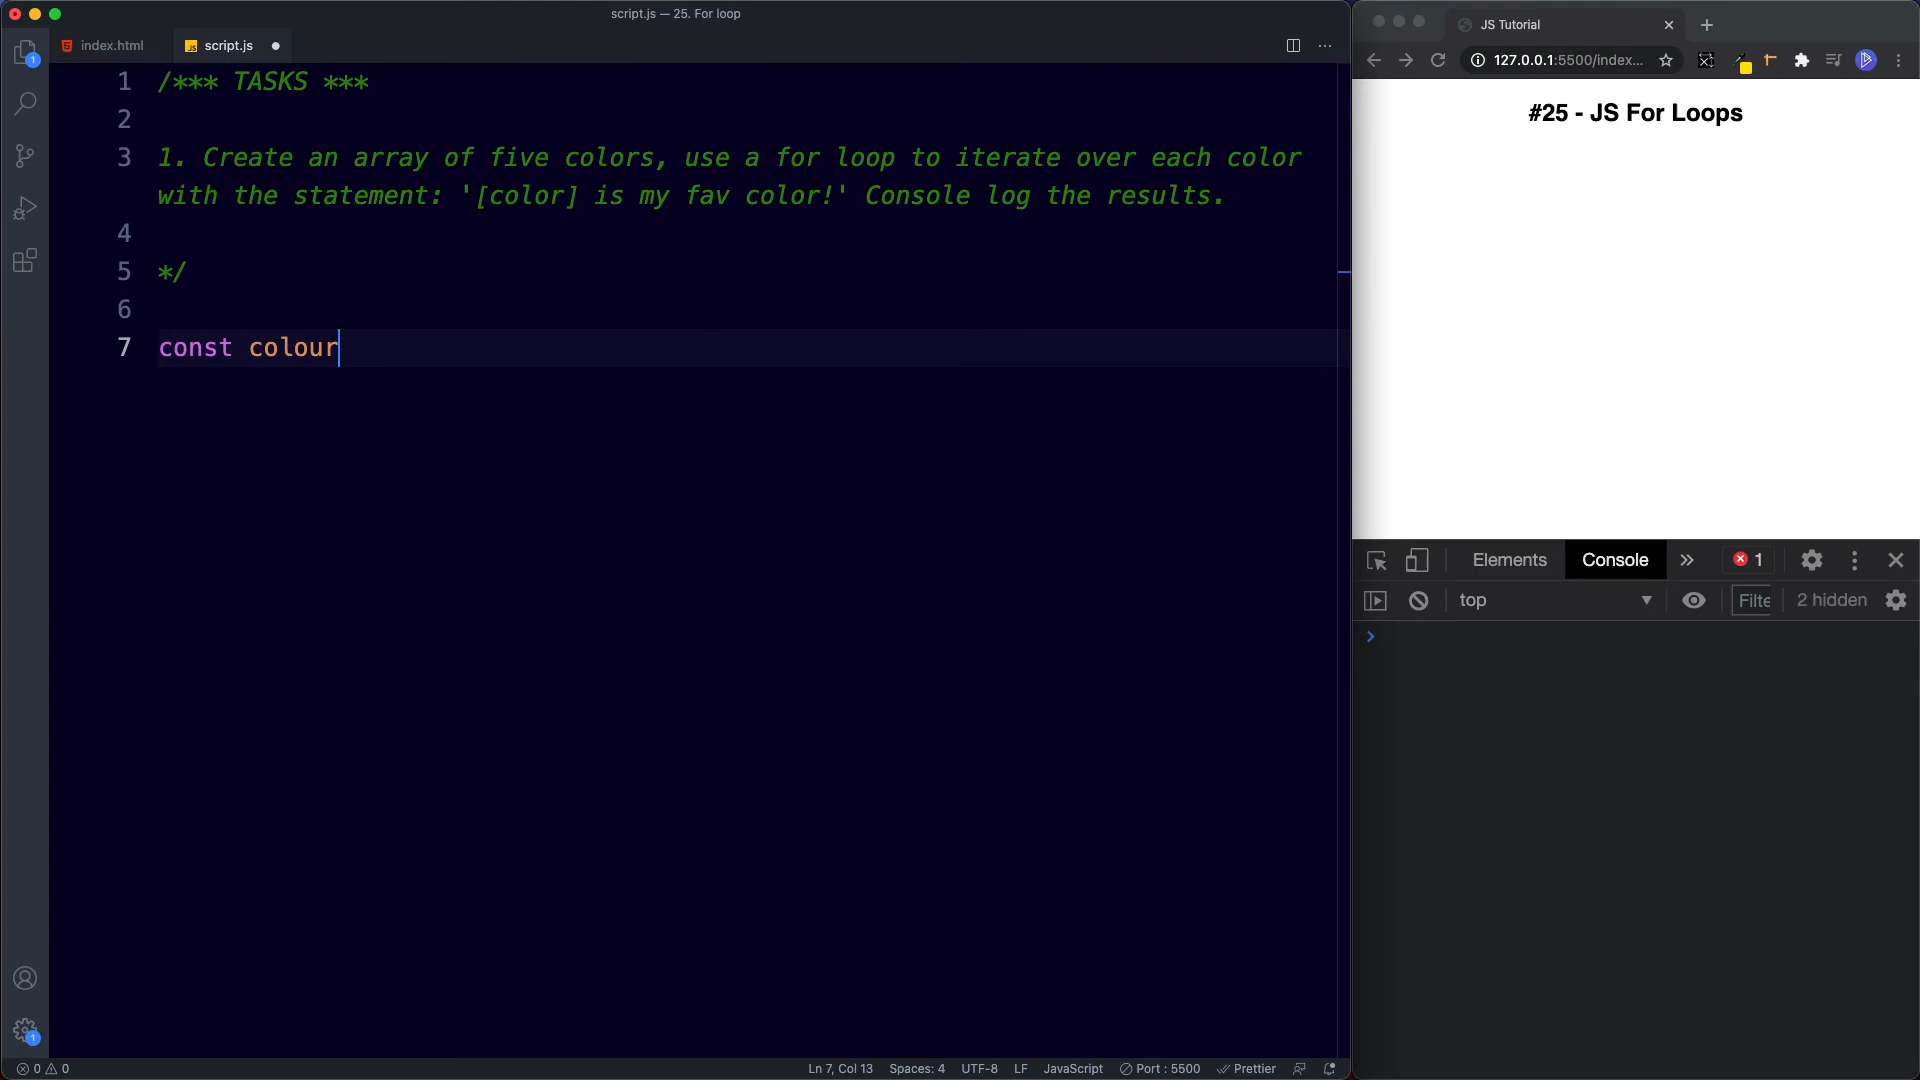 script.js — 25. For loop
index.html
script.js
1 /*** TASKS ***
2
3 1. Create an array of five colors, use a for loop to iterate over each color
with the statement: '[color] is my fav color!' Console log the results.
4
5 */
6
7 const colour
0 0
Ln 7, Col 13 Spaces: 4 UTF-8 LF JavaScript Port : 5500 Prettier
JS Tutorial
127.0.0.1:5500/index...
#25 - JS For Loops
Elements Console 1
top Filte 2 hidden
1
1